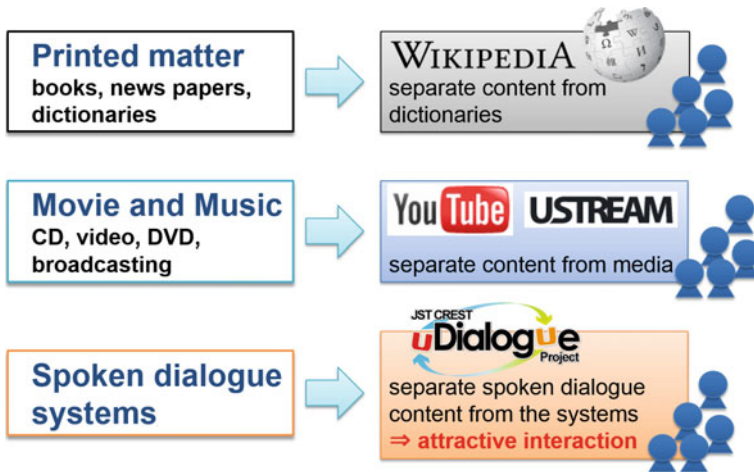 Printed matter
books, news papers,
dictionaries
WIKIPEDIA
separate content from
dictionaries
Movie and Music
CD, video, DVD,
broadcasting
YouTube USTREAM
separate content from media
Spoken dialogue
systems
JST CREST
uDialogue
Project
separate spoken dialogue
content from the systems
⇒ attractive interaction